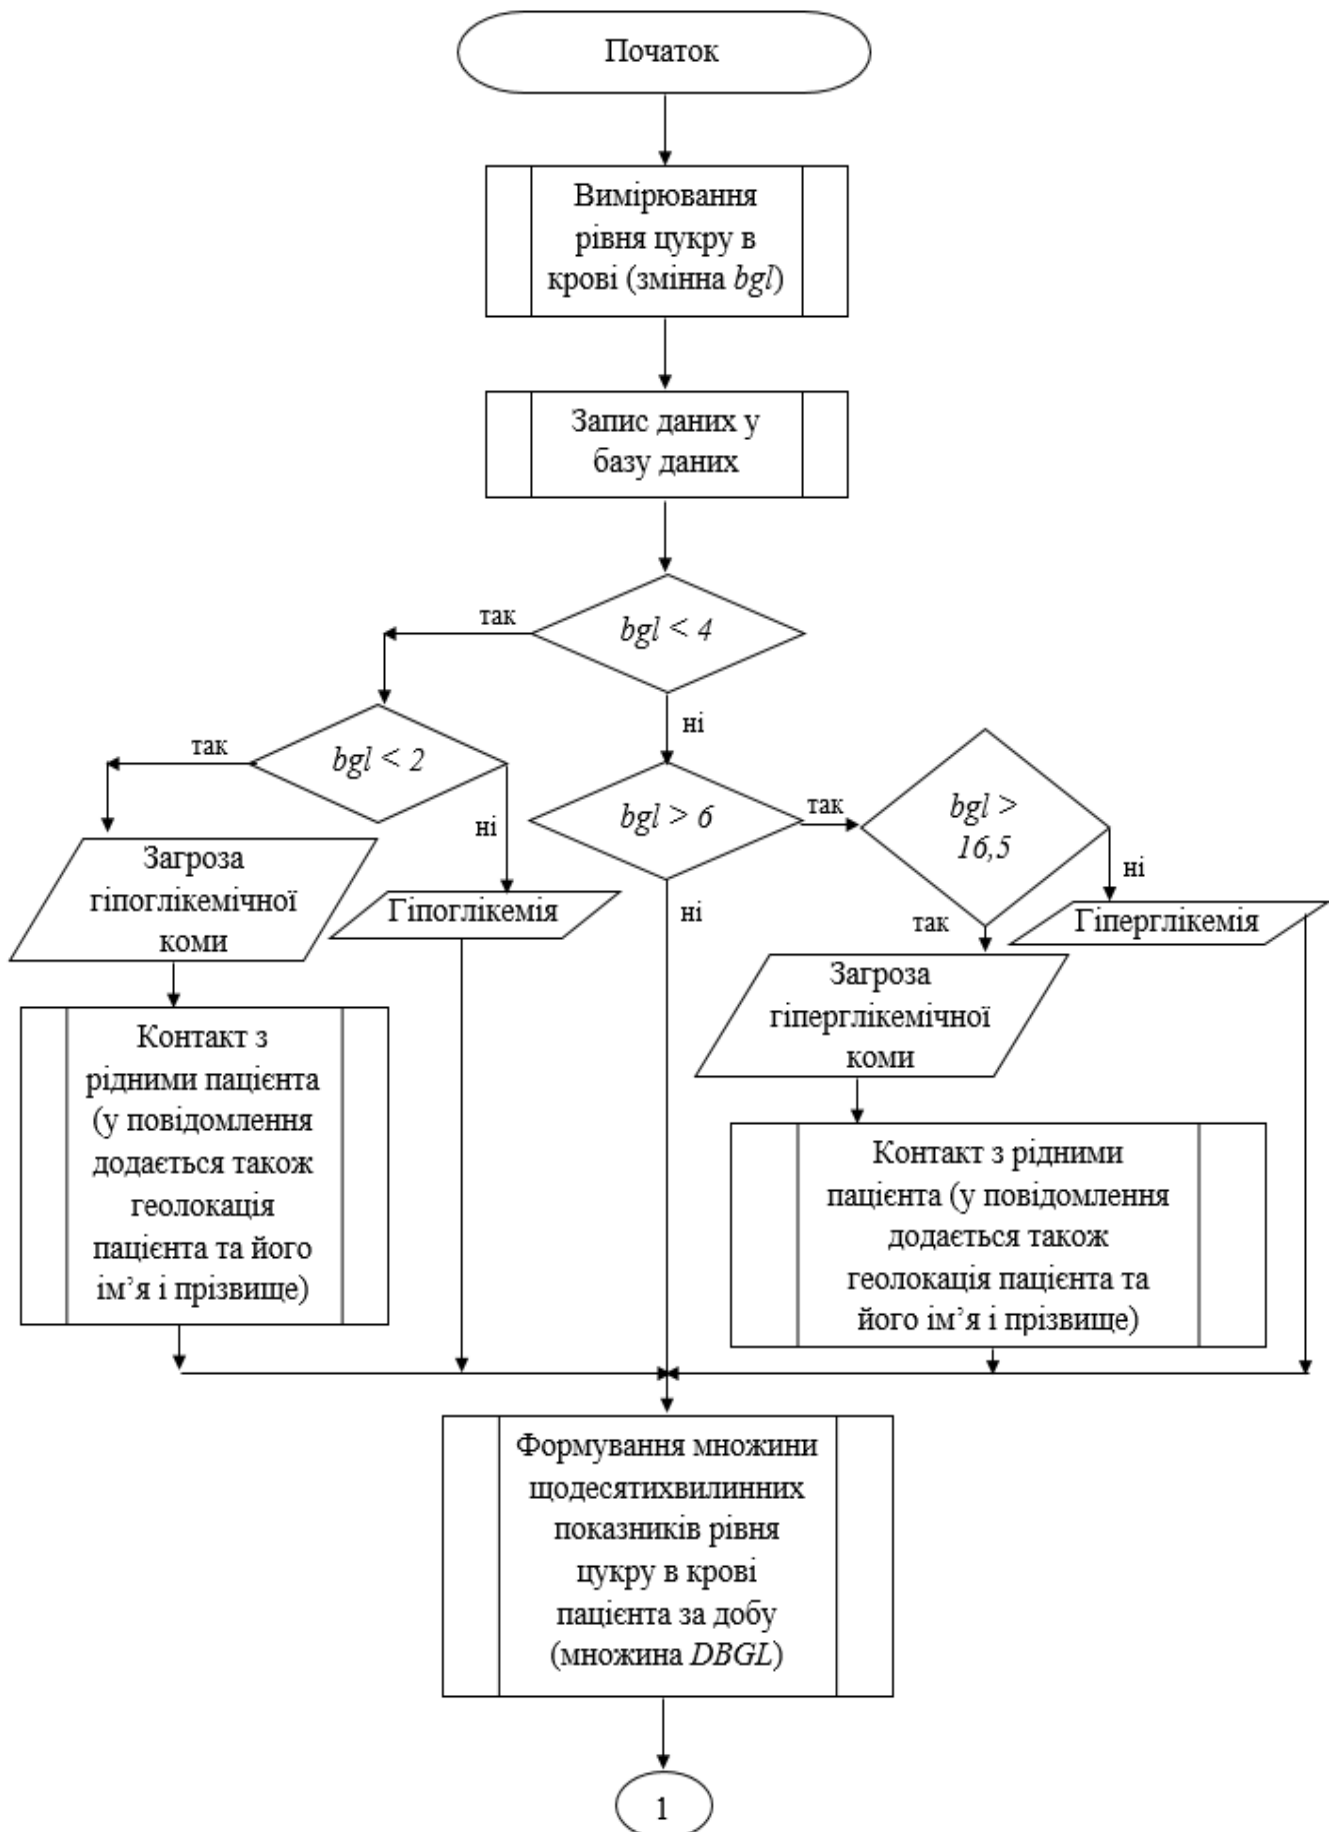 Початок
Вимірювання
рівня цукру в
крові (змінна bgl)
Запис даних у
базу даних
bgl < 4
так
ні
bgl < 2
так
ні
bgl > 6
так
ні
bgl >
16,5
ні
так
Загроза
гіпоглікемічної
коми
Гіпоглікемія
Гіперглікемія
Загроза
гіперглікемічної
коми
Контакт з
рідними пацієнта
(у повідомлення
додається також
геолокація
пацієнта та його
ім’я і прізвище)
Контакт з рідними
пацієнта (у повідомлення
додається також
геолокація пацієнта та
його ім’я і прізвище)
Формування множини
щодесятихвилинних
показників рівня
цукру в крові
пацієнта за добу
(множина DBGL)
1